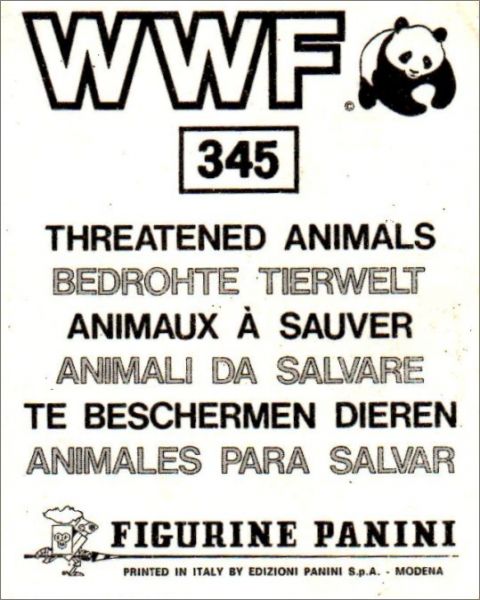 WWF
©
345
THREATENED ANIMALS
BEDROHTE TIERWELT
ANIMAUX À SAUVER
ANIMALI DA SALVARE
TE BESCHERMEN DIEREN
ANIMALES PARA SALVAR
FIGURINE PANINI
PRINTED IN ITALY BY EDIZIONI PANINI S.p.A. - MODENA